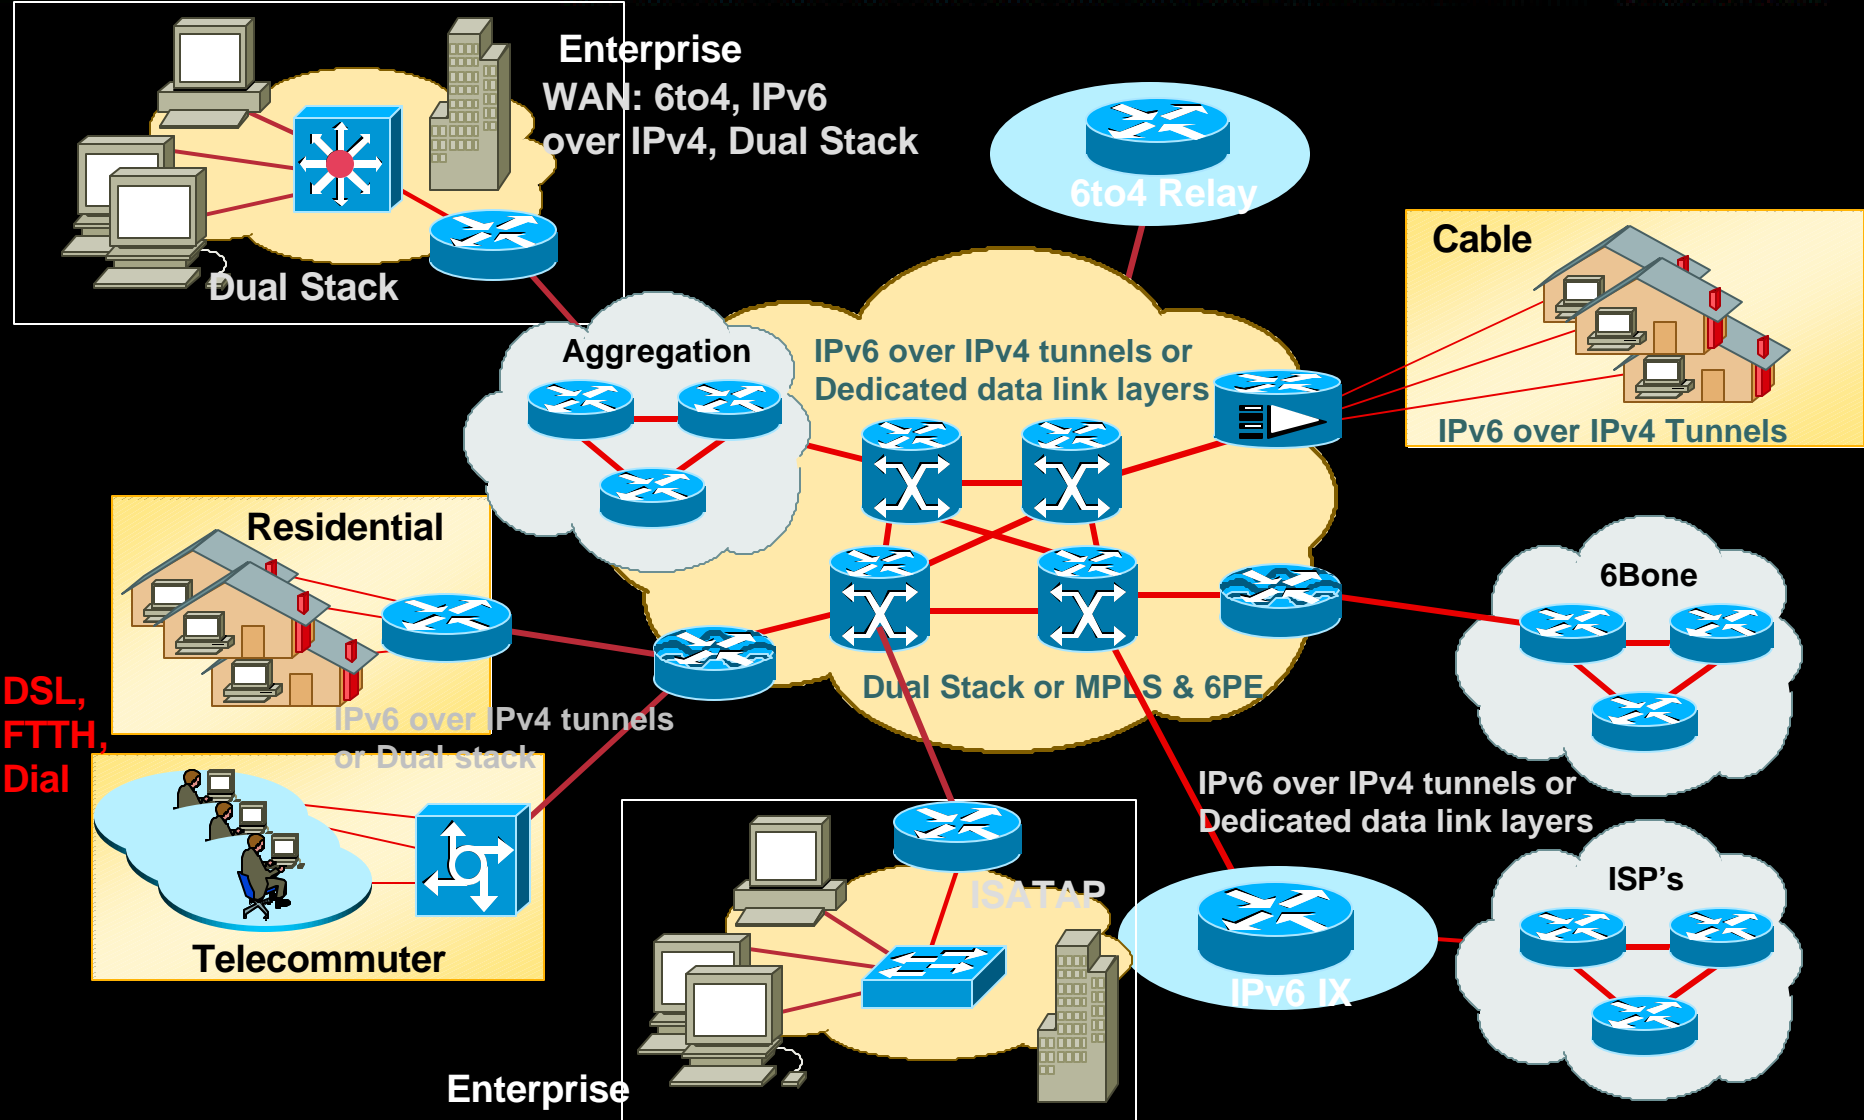 Enterprise
WAN: 6to4, IPv6
over IPv4, Dual Stack
Dual Stack
6to4 Relay
Cable
IPv6 over IPv4 Tunnels
Aggregation
IPv6 over IPv4 tunnels or
Dedicated data link layers
Residential
6Bone
DSL,
FTTH,
Dial
IPv6 over IPv4 tunnels
or Dual stack
Dual Stack or MPLS & 6PE
IPv6 over IPv4 tunnels or
Dedicated data link layers
Telecommuter
ISATAP
ISP's
IPv6 IX
Enterprise